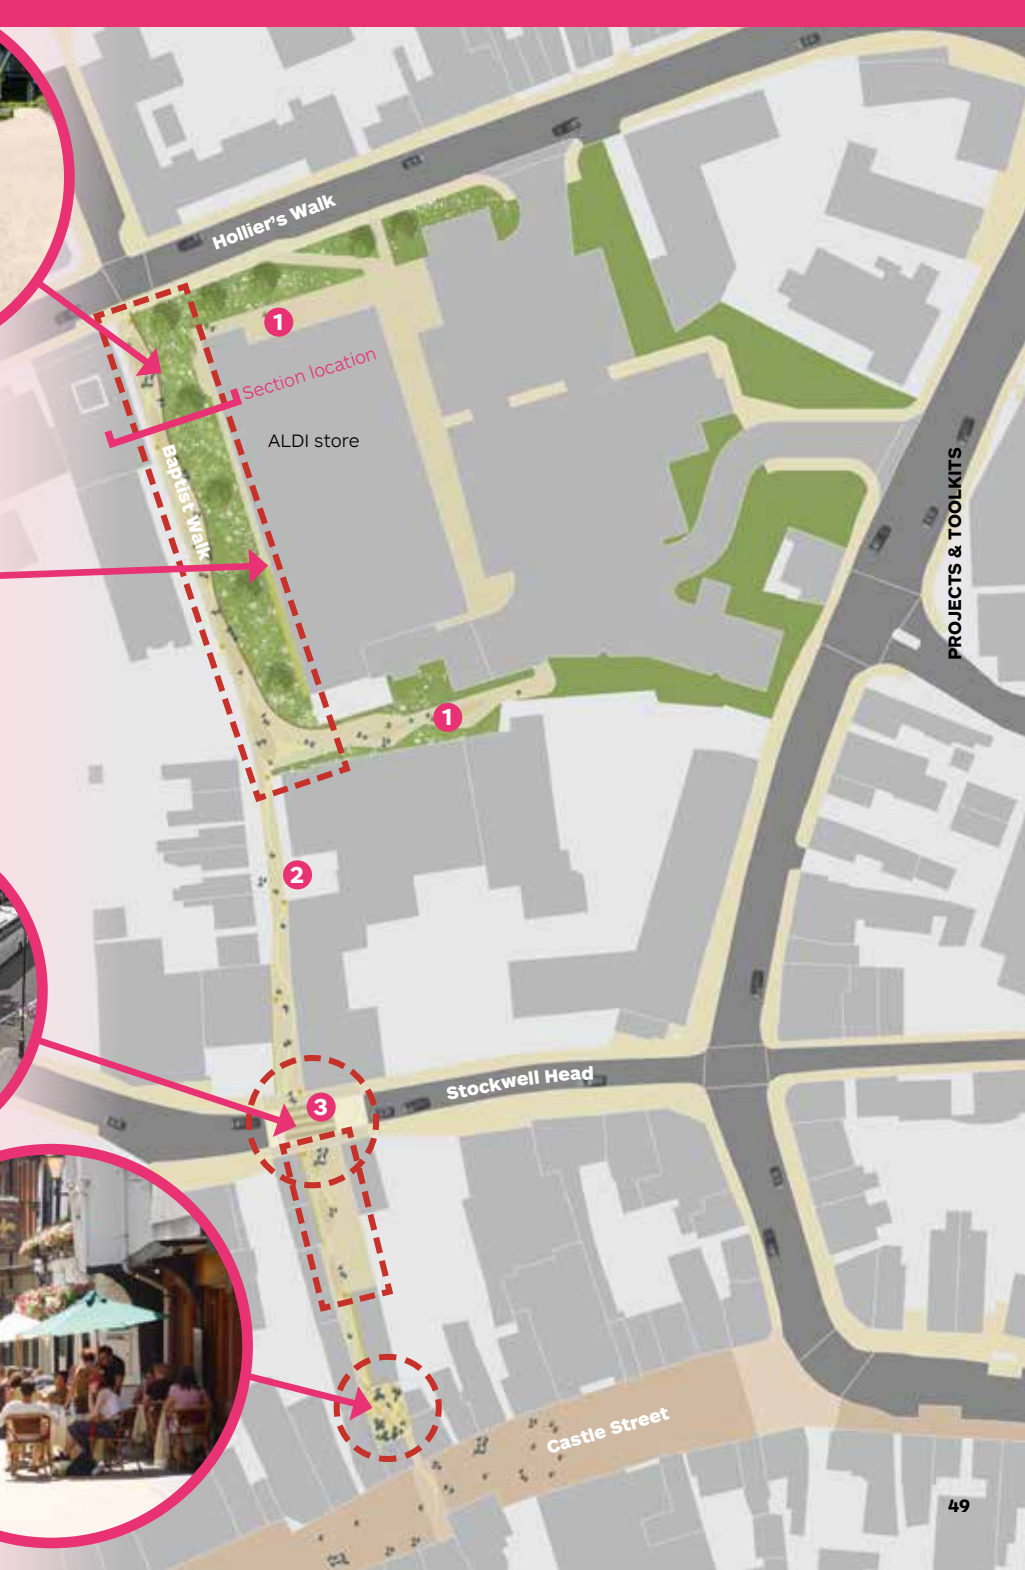 Hollier's Walk
1
Section location
ALDI store
Baptist Walk
PROJECTS & TOOLKITS
1
2
3
Stockwell Head
Castle Street
49